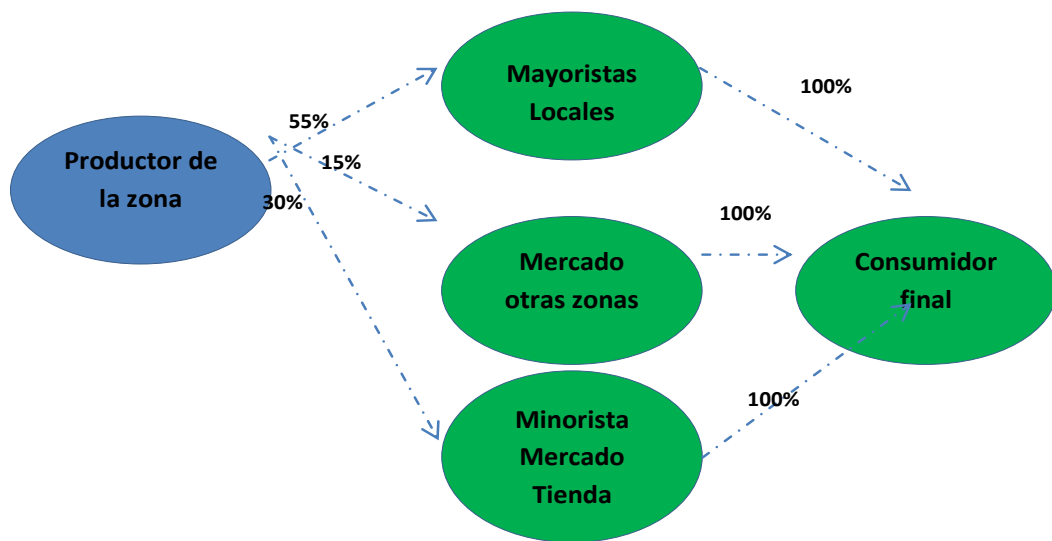 Productor de
la zona
55%
15%
30%
Mayoristas
Locales
Mercado
otras zonas
Minorista
Mercado
Tienda
100%
100%
100%
Consumidor
final